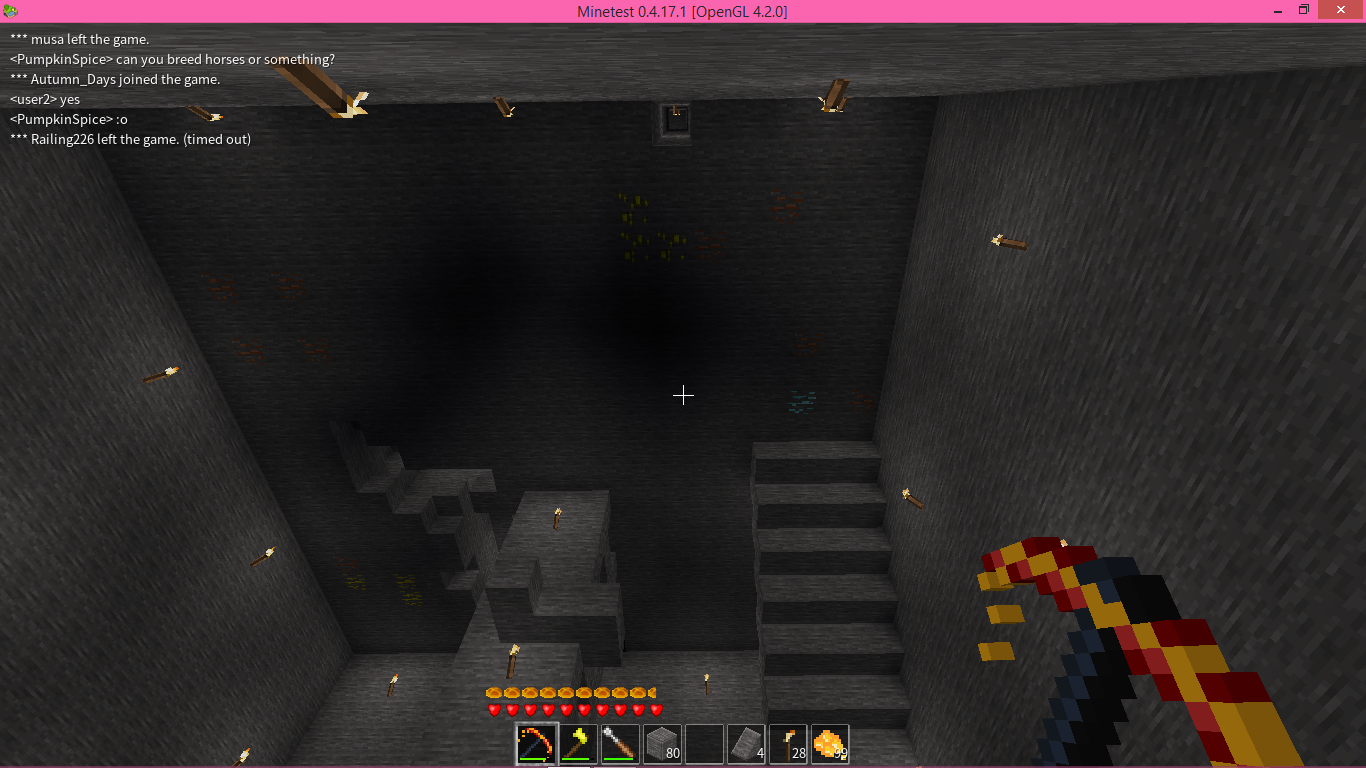 Minetest 0.4.17.1 [OpenGL 4.2.0]
*** musa left the game.
<PumpkinSpice> can you breed horses or something?
*** Autumn_Days joined the game.
<user2> yes
<PumpkinSpice> :o
*** Railing226 left the game. (timed out)
80
4
28